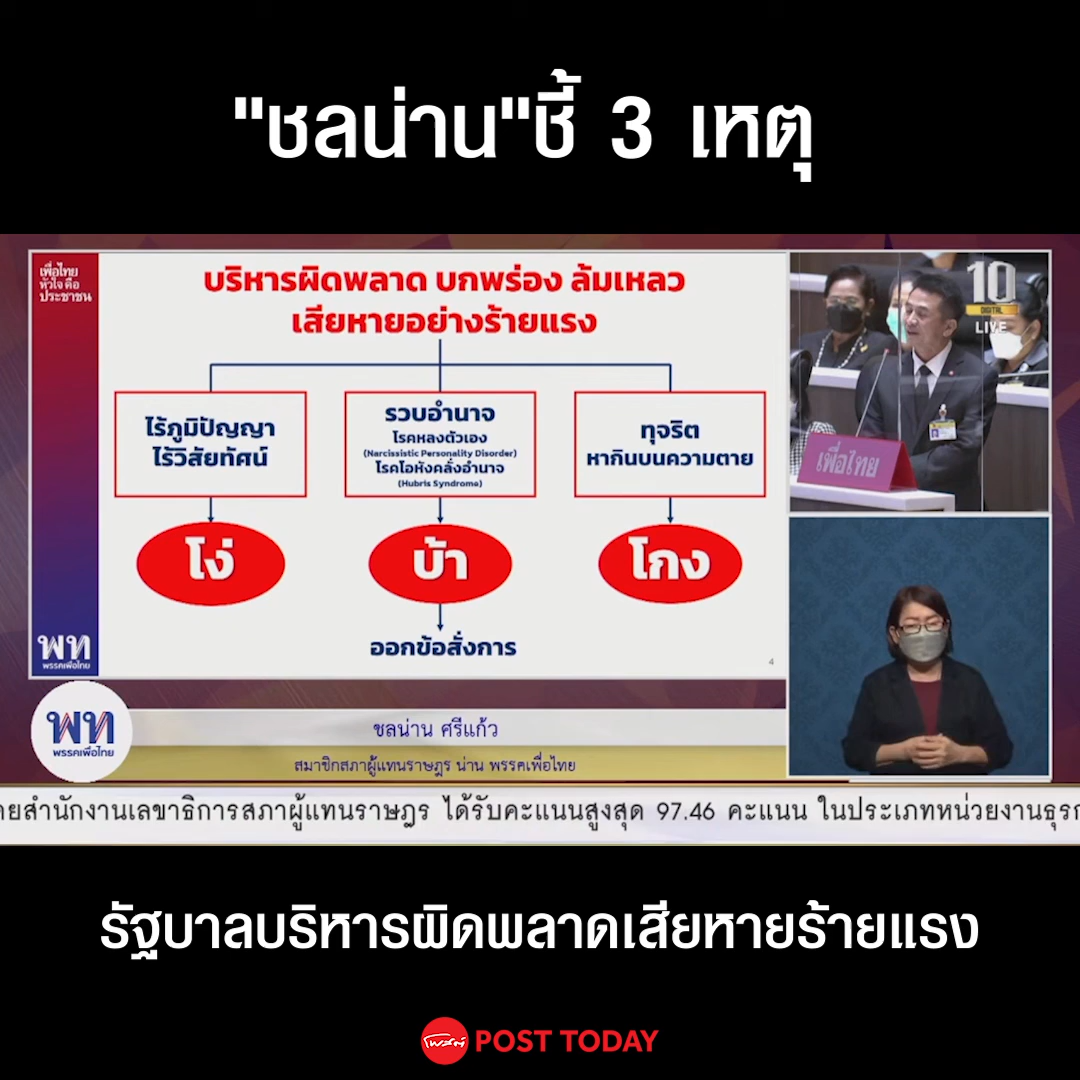 "ชลน่าน"ชี้ 3 เหตุ
เพื่อไทย
หัวใจ คือ
ประชาชน
บริหารผิดพลาด บกพร่อง ล้มเหลว
เสียหายอย่างร้ายแรง
ไร้ภูมิปัญญา
ไร้วิสัยทัศน์
รวบอำนาจ
โรคหลงตัวเอง
(Narcissistic Personality Disorder)
โรคโอหังคลั่งอำนาจ
(Hubris Syndrome)
ทุจริต
หากินบนความตาย
โง่
บ้า
โกง
ออกข้อสั่งการ
4
พท
พรรคเพื่อไทย
10
DIGITAL
LIVE
เพื่อไทย
พท
พรรคเพื่อไทย
ชลน่าน ศรีแก้ว
สมาชิกสภาผู้แทนราษฎร น่าน พรรคเพื่อไทย
ายสำนักงานเลขาธิการสภาผู้แทนราษฎร ได้รับคะแนนสูงสุด 97.46 คะแนน ในประเภทหน่วยงานธุรก
รัฐบาลบริหารผิดพลาดเสียหายร้ายแรง
โพสต์ POST TODAY